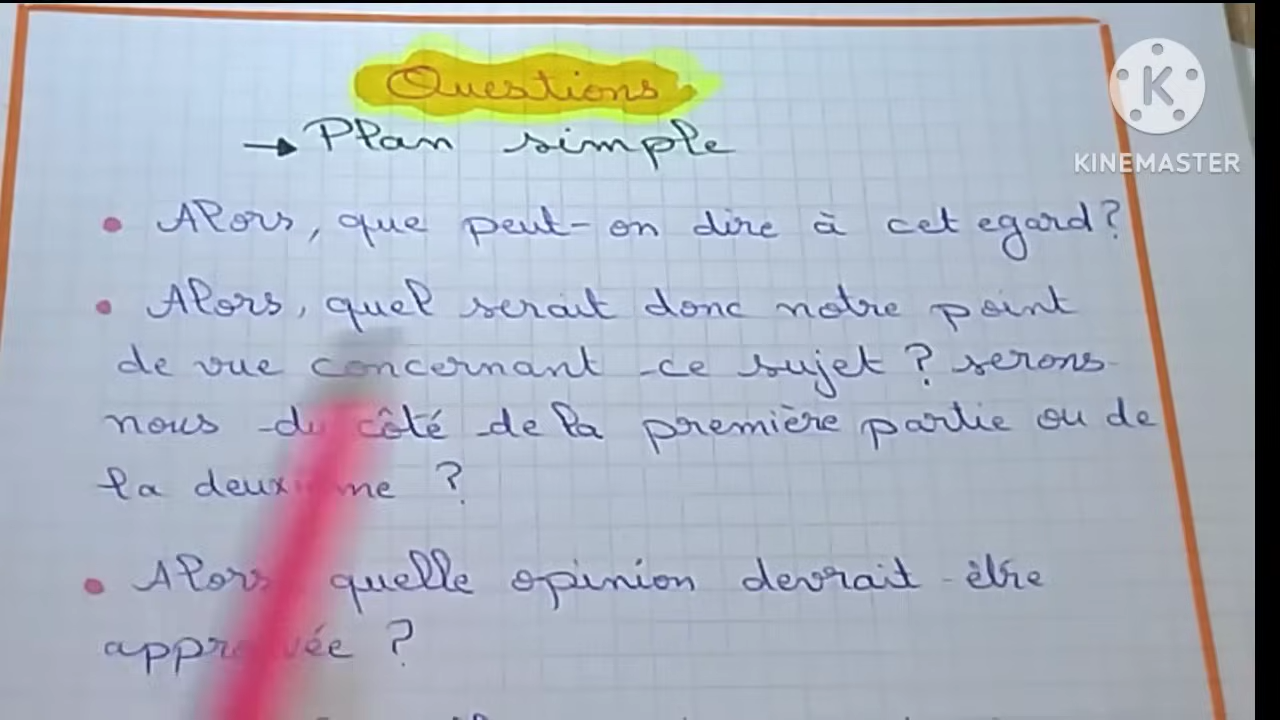 Questions
→ Plan simple
• Alors, que peut-on dire à cet egard?
• Alors, quel serait donc notre point
de vue concernant ce sujet ? serons-
nous du côté de la première partie ou de
la deuxième ?
• Alors quelle opinion devrait être
approuvée ?
K
KINEMASTER